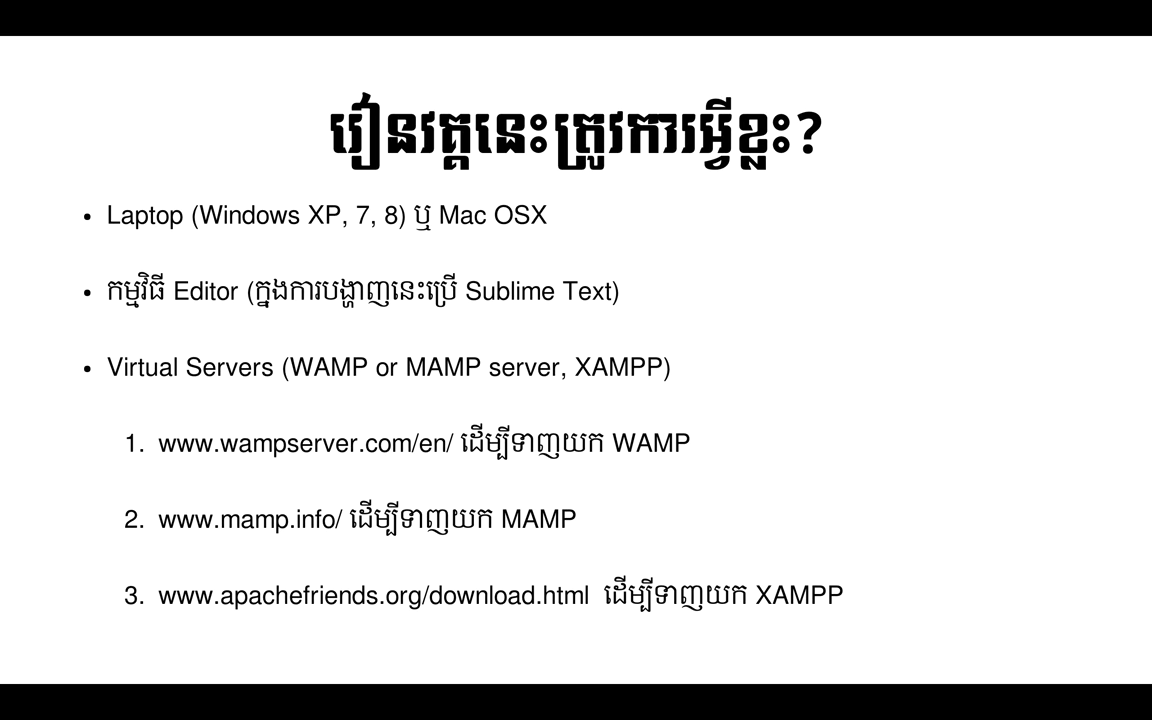 រៀនវគ្គនេះត្រូវការអ្វីខ្លះ?
• Laptop (Windows XP, 7, 8) ឬ Mac OSX
• កម្មវិធី Editor (ក្នុងការបង្ហាញនេះប្រើ Sublime Text)
• Virtual Servers (WAMP or MAMP server, XAMPP)
1. www.wampserver.com/en/ ដើម្បីទាញយក WAMP
2. www.mamp.info/ ដើម្បីទាញយក MAMP
3. www.apachefriends.org/download.html ដើម្បីទាញយក XAMPP